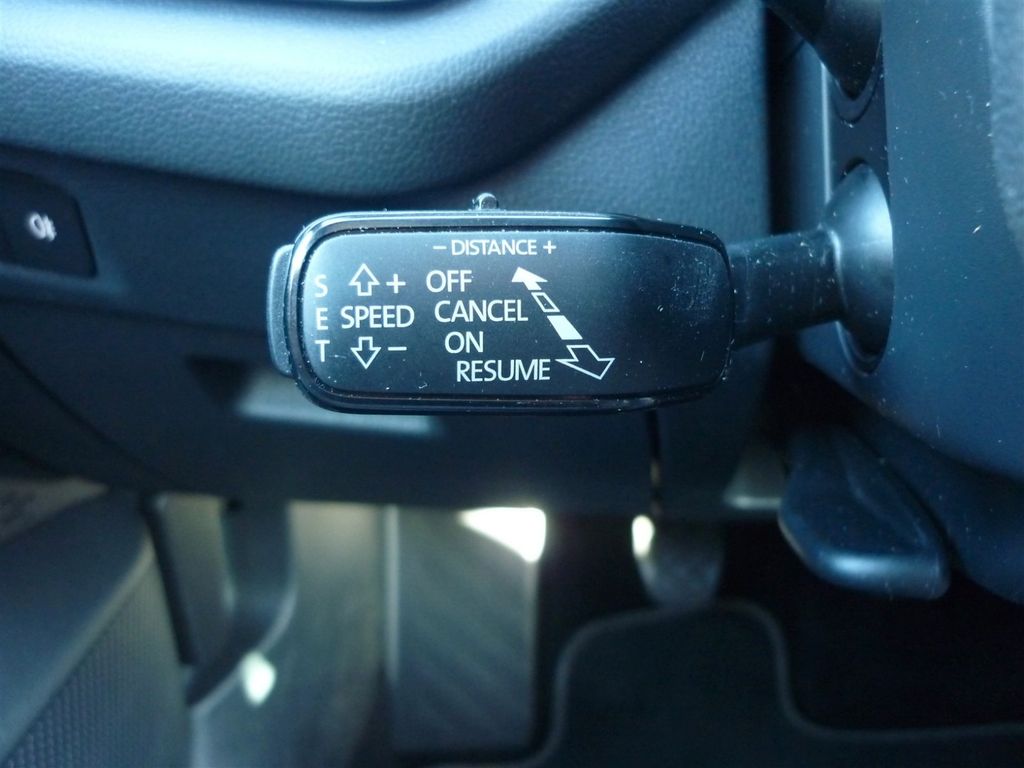 - DISTANCE +
S + OFF
E SPEED CANCEL
T - ON
RESUME